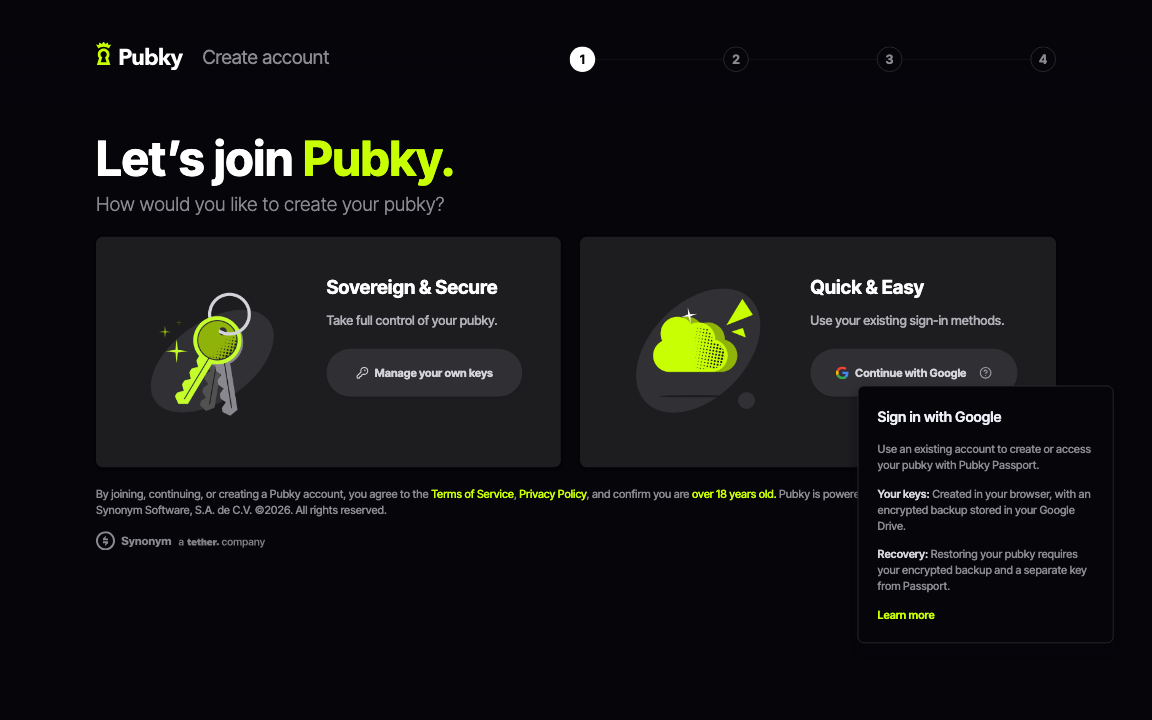 Pubky Create account
1 2 3 4
Let's join Pubky.
How would you like to create your pubky?
Sovereign & Secure
Take full control of your pubky.
Manage your own keys
Quick & Easy
Use your existing sign-in methods.
Continue with Google ?
Sign in with Google
Use an existing account to create or access
your pubky with Pubky Passport.
Your keys: Created in your browser, with an
encrypted backup stored in your Google
Drive.
Recovery: Restoring your pubky requires
your encrypted backup and a separate key
from Passport.
Learn more
By joining, continuing, or creating a Pubky account, you agree to the Terms of Service, Privacy Policy, and confirm you are over 18 years old. Pubky is
Synonym Software, S.A. de C.V. ©2026. All rights reserved.
Synonym a tether. company